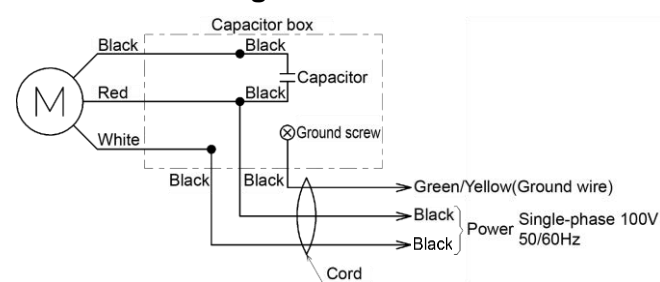 Capacitor box
Black
Black
Capacitor
Red
Black
M
Ground screw
White
Black
Black
Green/Yellow(Ground wire)
Black
Power
Single-phase 100V
50/60Hz
Black
Cord